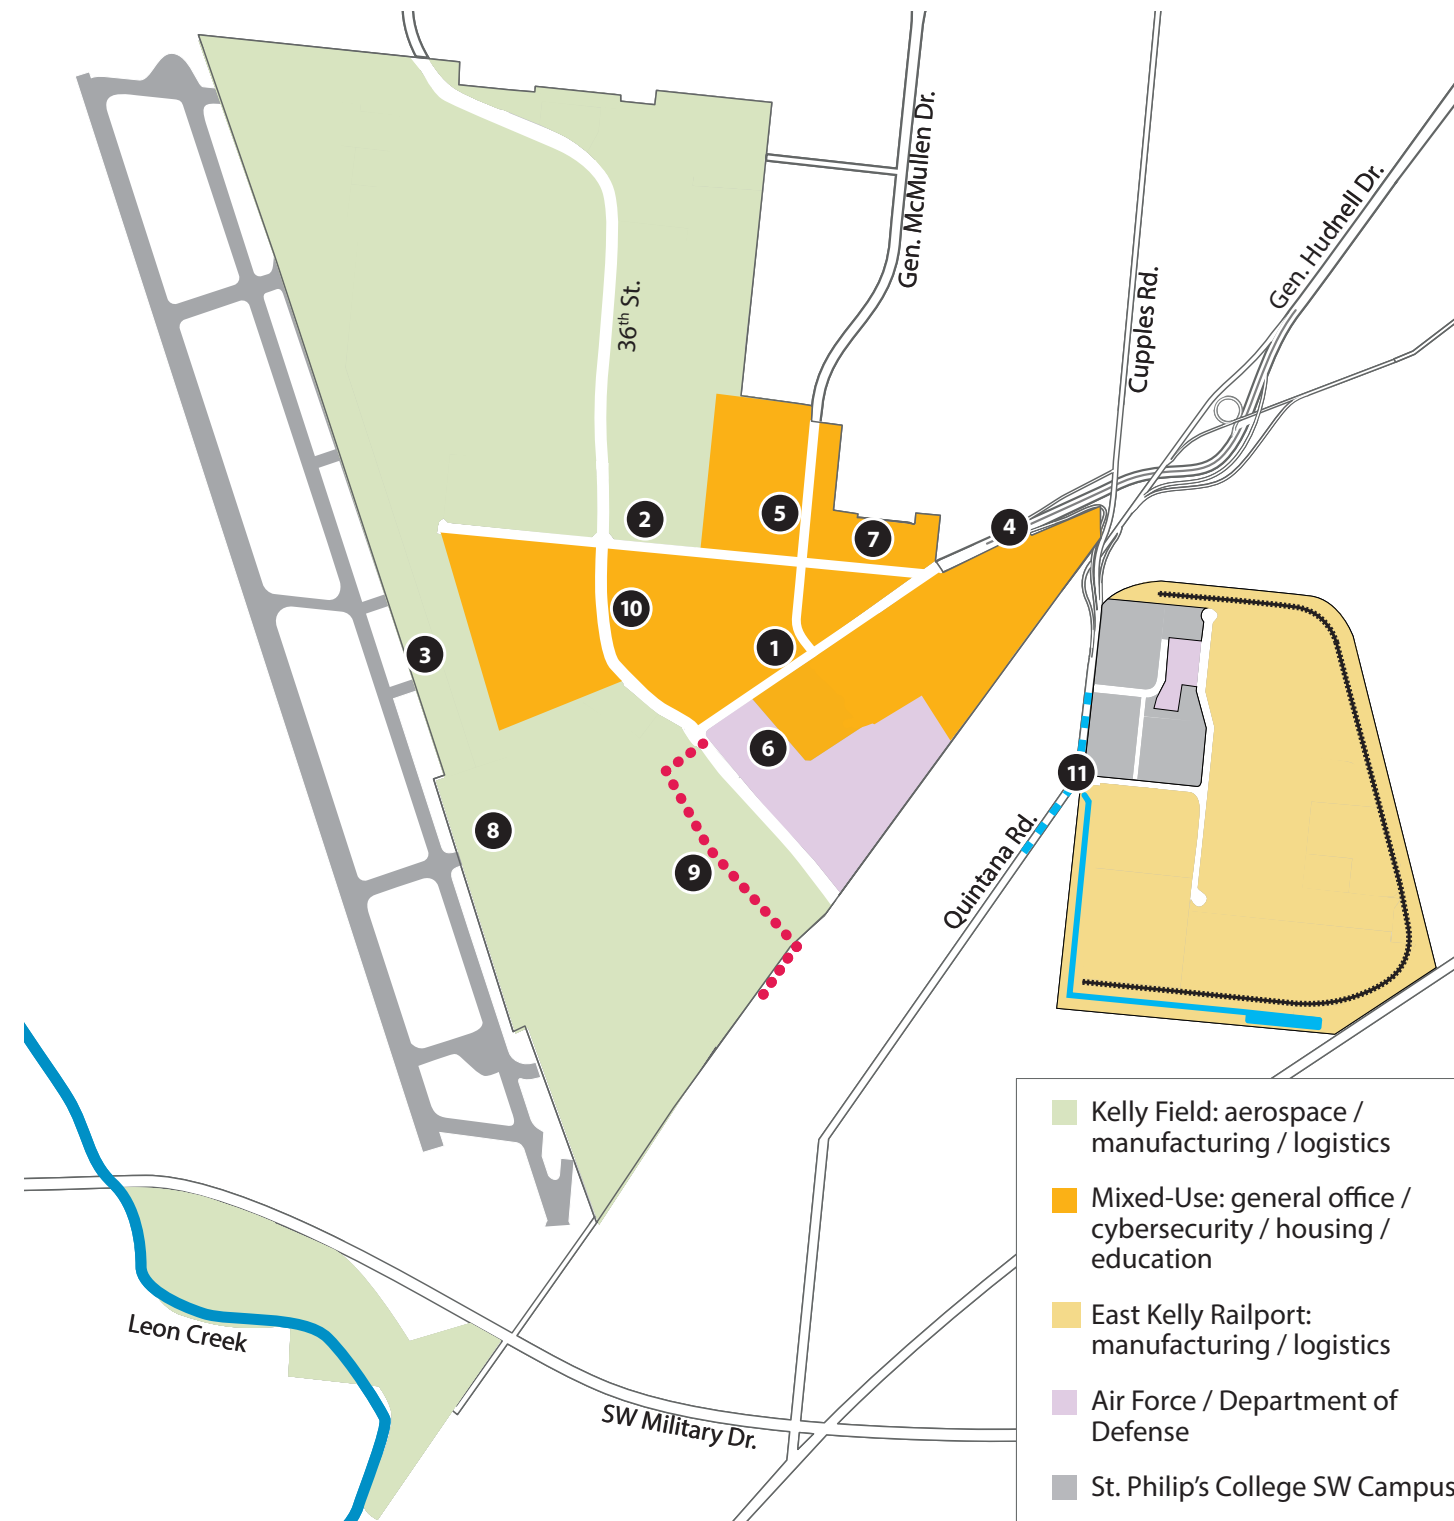 Gen. McMullen Dr.
Gen. Hudnell Dr.
Cupples Rd.
36th St.
2
5
7
4
10
1
3
6
11
8
9
Quintana Rd.
Leon Creek
SW Military Dr.
Kelly Field: aerospace /
manufacturing / logistics
Mixed-Use: general office /
cybersecurity / housing /
education
East Kelly Railport:
manufacturing / logistics
Air Force / Department of
Defense
St. Philip’s College SW Campus